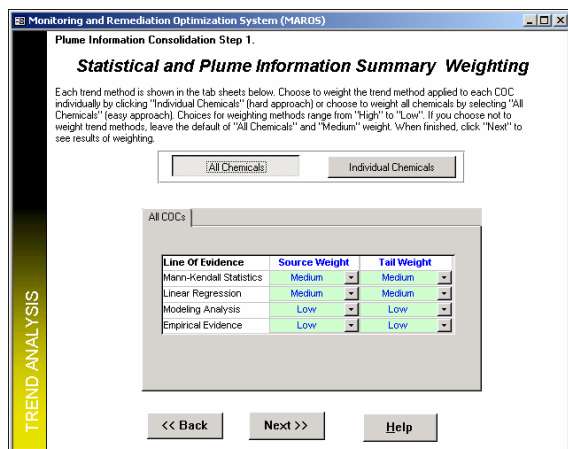 Monitoring and Remediation Optimization System (MAROS)
Plume Information Consolidation Step 1.
Statistical and Plume Information Summary Weighting
Each trend method is shown in the tab sheets below. Choose to weight the trend method applied to each COC
individually by clicking "Individual Chemicals" (hard approach) or choose to weight all chemicals by selecting "All
Chemicals" (easy approach). Choices for weighting methods range from "High" to "Low". If you choose not to
weight trend methods, leave the default of "All Chemicals" and "Medium" weight. When finished, click "Next" to
see results of weighting.
All Chemicals Individual Chemicals
All COCs
Line Of Evidence Source Weight Tail Weight
Mann-Kendall Statistics Medium Medium
Linear Regression Medium Medium
Modeling Analysis Low Low
Empirical Evidence Low Low
TREND ANALYSIS
<< Back Next >> Help